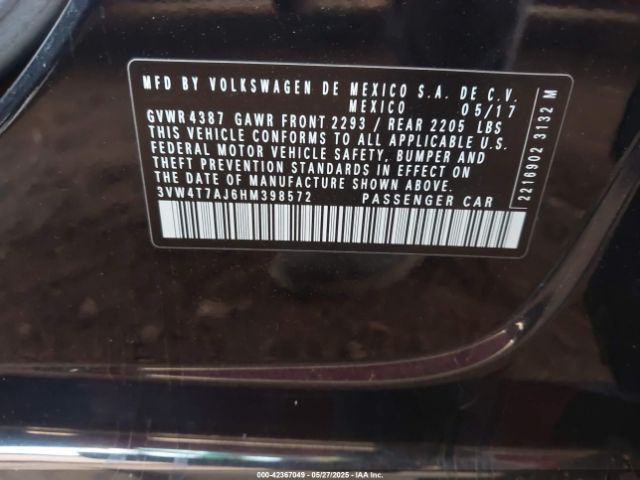 MFD BY VOLKSWAGEN DE MEXICO S.A. DE C.V.
MEXICO 05/17
GVWR 4387 GAWR FRONT 2293 / REAR 2205 LBS
THIS VEHICLE CONFORMS TO ALL APPLICABLE U.S.
FEDERAL MOTOR VEHICLE SAFETY, BUMPER AND
THEFT PREVENTION STANDARDS IN EFFECT ON
THE DATE OF MANUFACTURE SHOWN ABOVE.
3VW4T7AJ6HM398572 PASSENGER CAR
2216902 3132 M
000-42367049 - 05/27/2025 - IAA Inc.